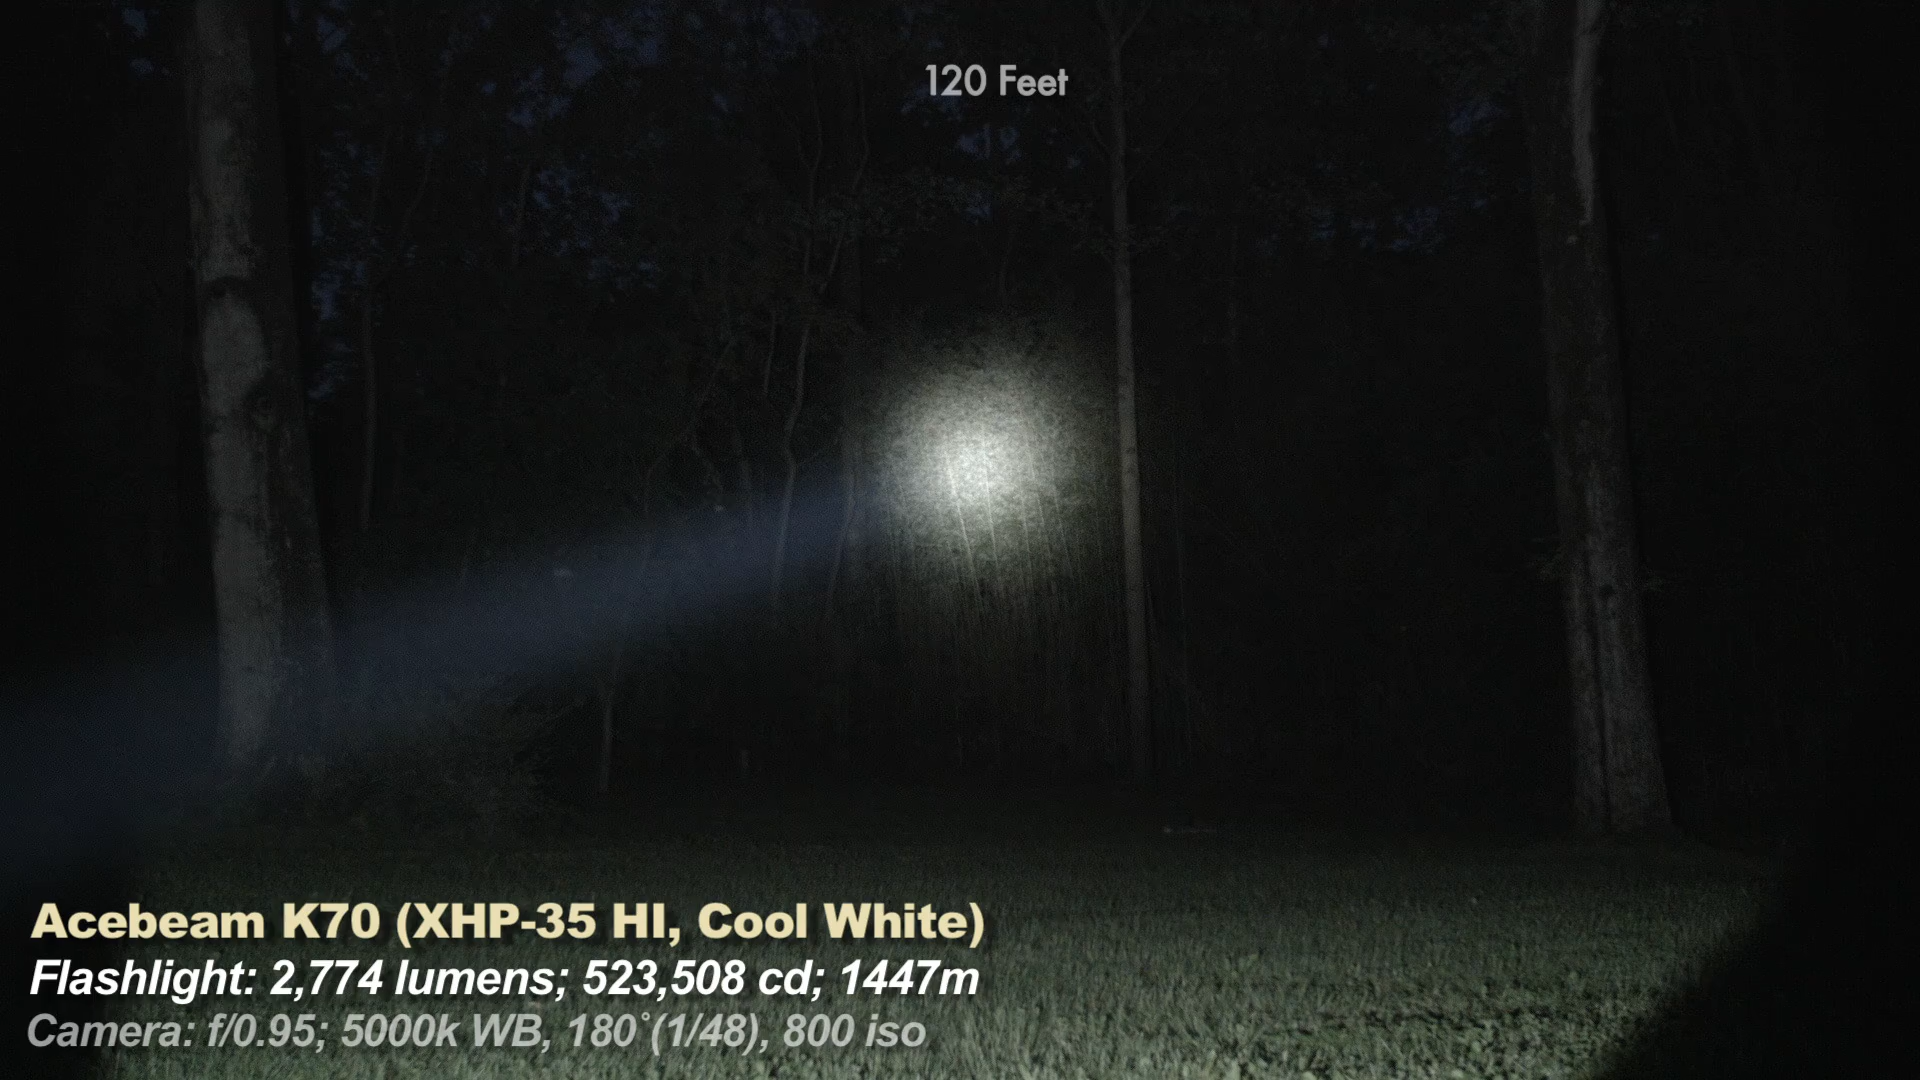 120 Feet
Acebeam K70 (XHP-35 HI, Cool White)
Flashlight: 2,774 lumens; 523,508 cd; 1447m
Camera: f/0.95; 5000k WB, 180˚(1/48), 800 iso